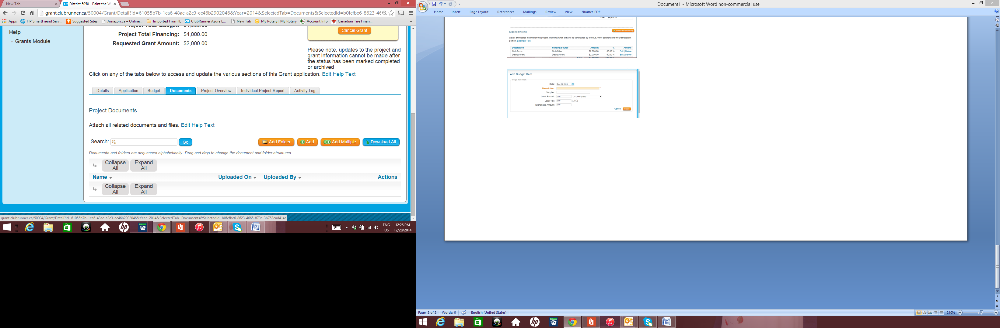 New Tab
District 5050 - Paint the W
grant.clubrunner.ca/50004/Grant/Detail?Id=61055b7b-1ca6-48ac-a2c3-ec46b2902046&Year=2014&SelectedTab=Documents&SelectedId=b0fcfbe6-8623-4
Apps HP SmartFriend Serv... Suggested Sites Amazon.ca – Online... Imported From IE ClubRunner Azure L... New Tab My Rotary | My Rotary Account Info Canadian Tire Finan... »
Help
Grants Module
Project Total Budget: $4,000.00
Project Total Financing: $4,000.00
Requested Grant Amount: $2,000.00
Cancel Grant
Please note, updates to the project and
grant information cannot be made after
the status has been marked completed
or archived
Click on any of the tabs below to access and update the various sections of this Grant application. Edit Help Text
Details Application Budget Documents Project Overview Individual Project Report Activity Log
Project Documents
Attach all related documents and files. Edit Help Text
Search: Go Add Folder Add Add Multiple Download All
Documents and folders are sequenced alphabetically. Drag and drop to change the document and folder structures.
Collapse All Expand All
Name Uploaded On Uploaded By Actions
Collapse All Expand All
grant.clubrunner.ca/50004/Grant/Detail?Id=61055b7b-1ca6-48ac-a2c3-ec46b2902046&Year=2014&SelectedTab=Documents&SelectedId=b0fcfbe6-8623-4665-870c-3b763cad414a
ENG 12:26 PM
US 12/28/2014
Document1 - Microsoft Word non-commercial use
Home Insert Page Layout References Mailings Review View Nuance PDF
Total: $4,000.00
Add Project Financing
Expected Income
List all anticipated income for this project, including funds that will be contributed by the club, other partners and the District grant
portion. Edit Help Text
Description Funding Source Amount % Actions
Club funds Club/Other $2,000.00 50.00 % Edit | Delete
District Grant District Grant $2,000.00 50.00 % Edit | Delete
Add Budget Item
Budget Item Details
Date: Dec 28, 2014
Description: *
Supplier:
Local Amount: 0.00 US Dollar (USD)
Local Tax: 0.00 (USD)
Exchanged Amount: 0.00
Cancel Create
Page: 2 of 2 Words: 0 English (United States) 210%